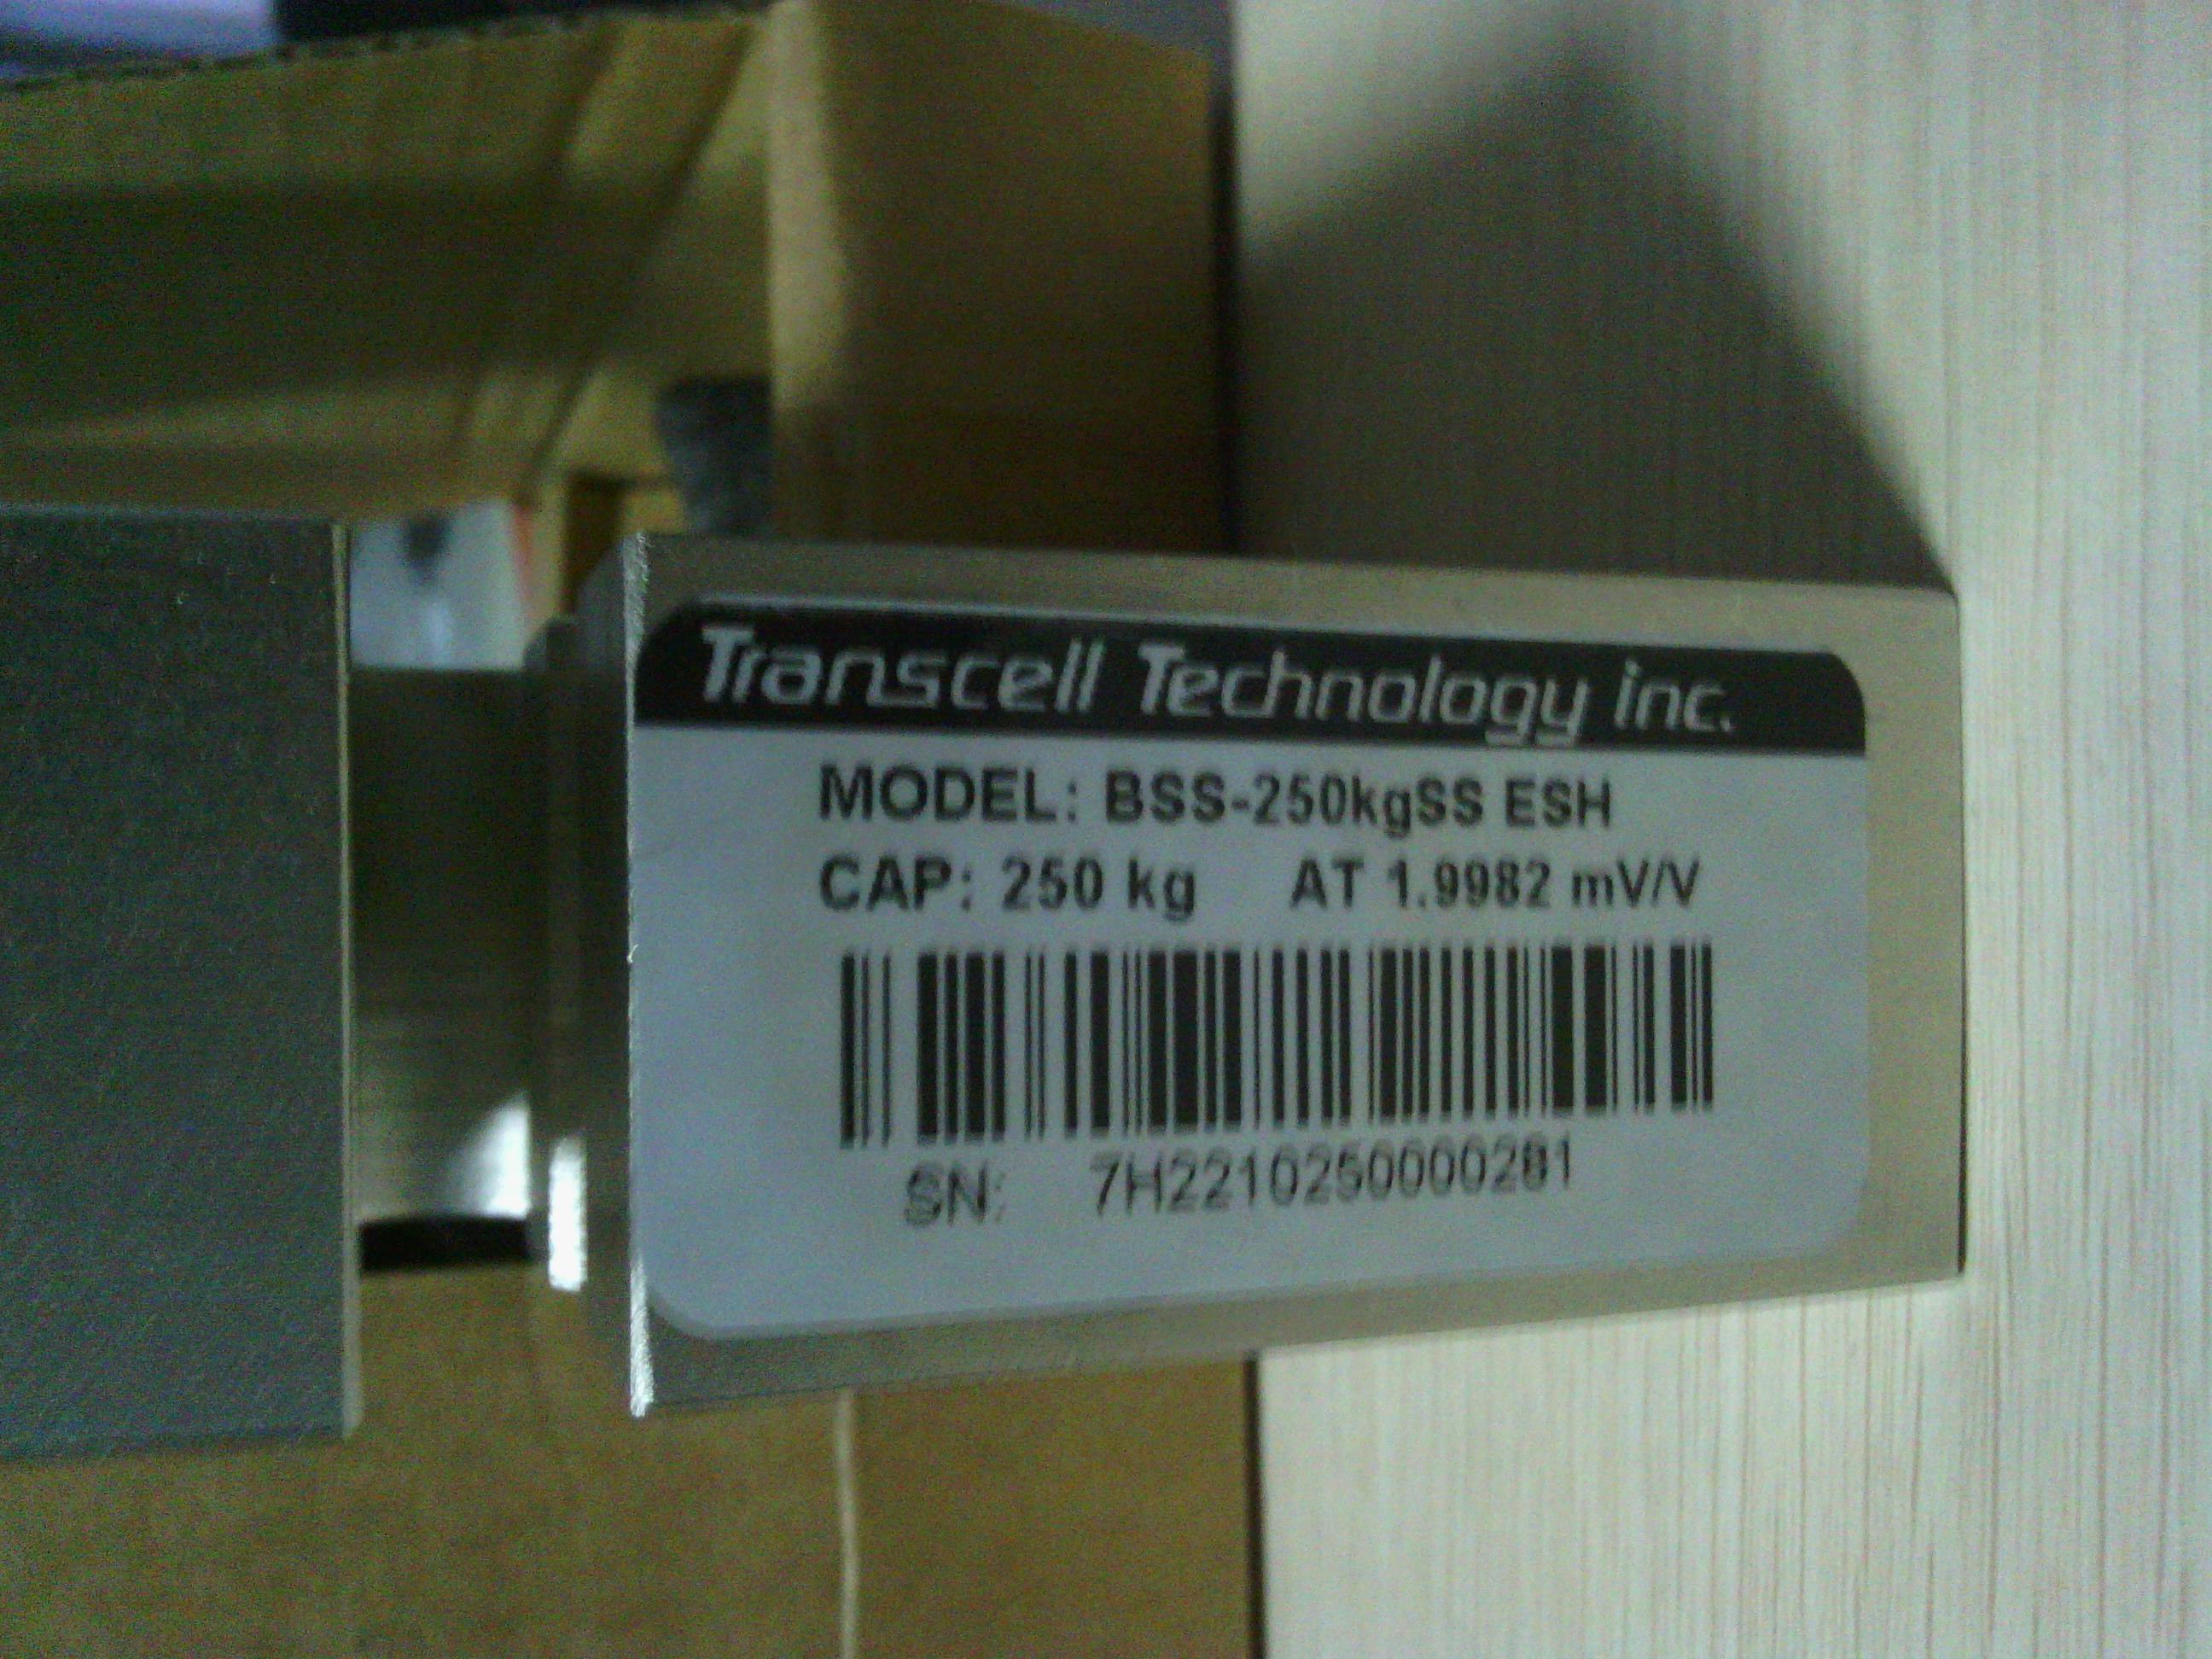 Transcell Technology inc.
MODEL: BSS-250kgSS ESH
CAP: 250 kg AT 1.9982 mV/V
SN: 7H2210250000281